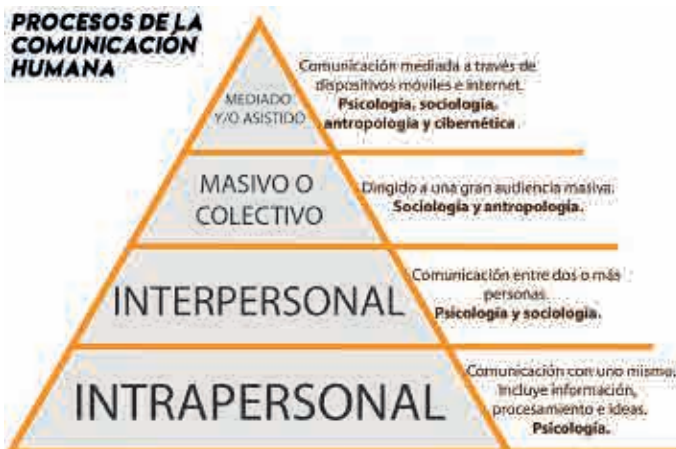 PROCESOS DE LA
COMUNICACIÓN
HUMANA
MEDIADO
Y/O ASISTIDO
Comunicación mediada a través de
dispositivos móviles e internet.
Psicología, sociología,
antropología y cibernética
MASIVO O
COLECTIVO
Dirigido a una gran audiencia masiva.
Sociología y antropología.
INTERPERSONAL
Comunicación entre dos o más
personas.
Psicología y sociología.
INTRAPERSONAL
Comunicación con uno mismo.
Incluye información,
procesamiento e ideas.
Psicología.